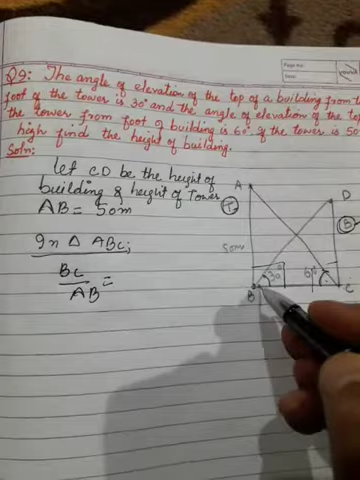 Page No.
Date
Q9: The angle of elevation of the top of a building from t
foot of the tower is 30° and the angle of elevation of the top
the tower from foot of building is 60°. If the tower is 50
high find the height of building.
Soln:
Let CD be the height of
building & height of Tower
AB = 50m
In △ ABC;
BC
AB =
A
D
T
B
50m
30°
60°
B
C